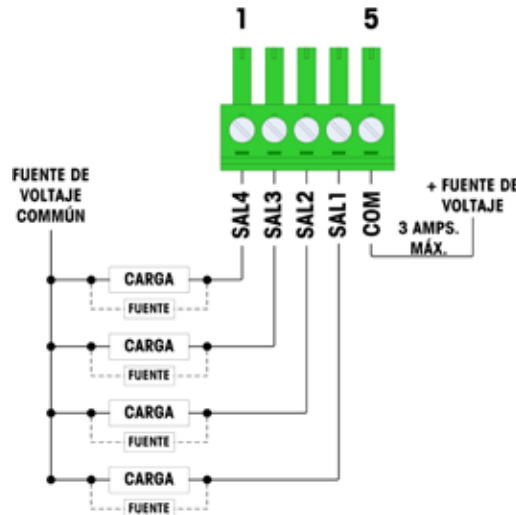 1 5
FUENTE DE
VOLTAJE
COMMÚN
SAL4
SAL3
SAL2
SAL1
COM
+ FUENTE DE
VOLTAJE
3 AMPS.
MÁX.
CARGA
FUENTE
CARGA
FUENTE
CARGA
FUENTE
CARGA
FUENTE